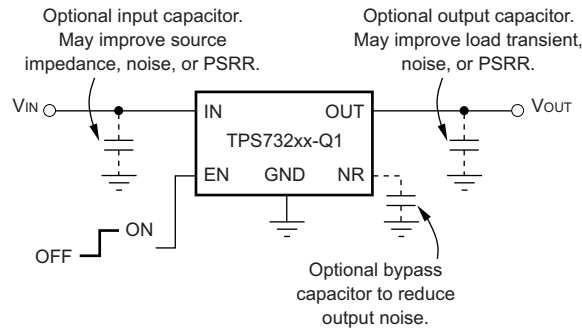 Optional input capacitor.
May improve source
impedance, noise, or PSRR.
Optional output capacitor.
May improve load transient,
noise, or PSRR.
VIN
IN
OUT
VOUT
TPS732xx-Q1
EN
GND
NR
ON
OFF
Optional bypass
capacitor to reduce
output noise.